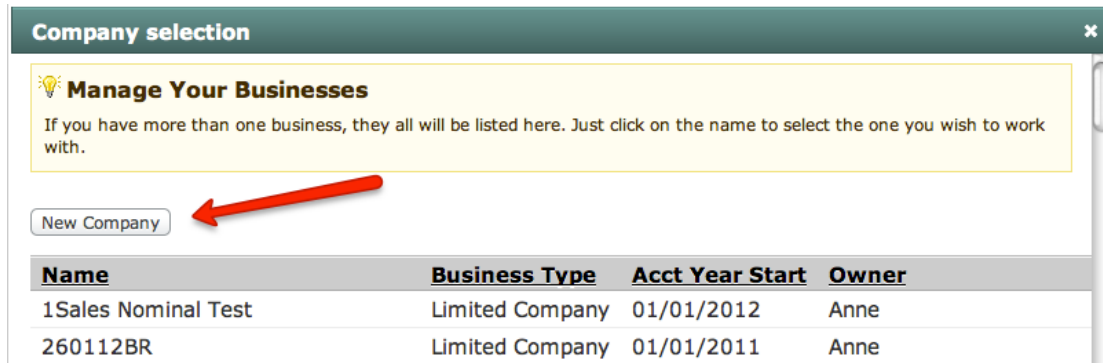 Company selection
Manage Your Businesses
If you have more than one business, they all will be listed here. Just click on the name to select the one you wish to work
with.
New Company
Name Business Type Acct Year Start Owner
1Sales Nominal Test Limited Company 01/01/2012 Anne
260112BR Limited Company 01/01/2011 Anne